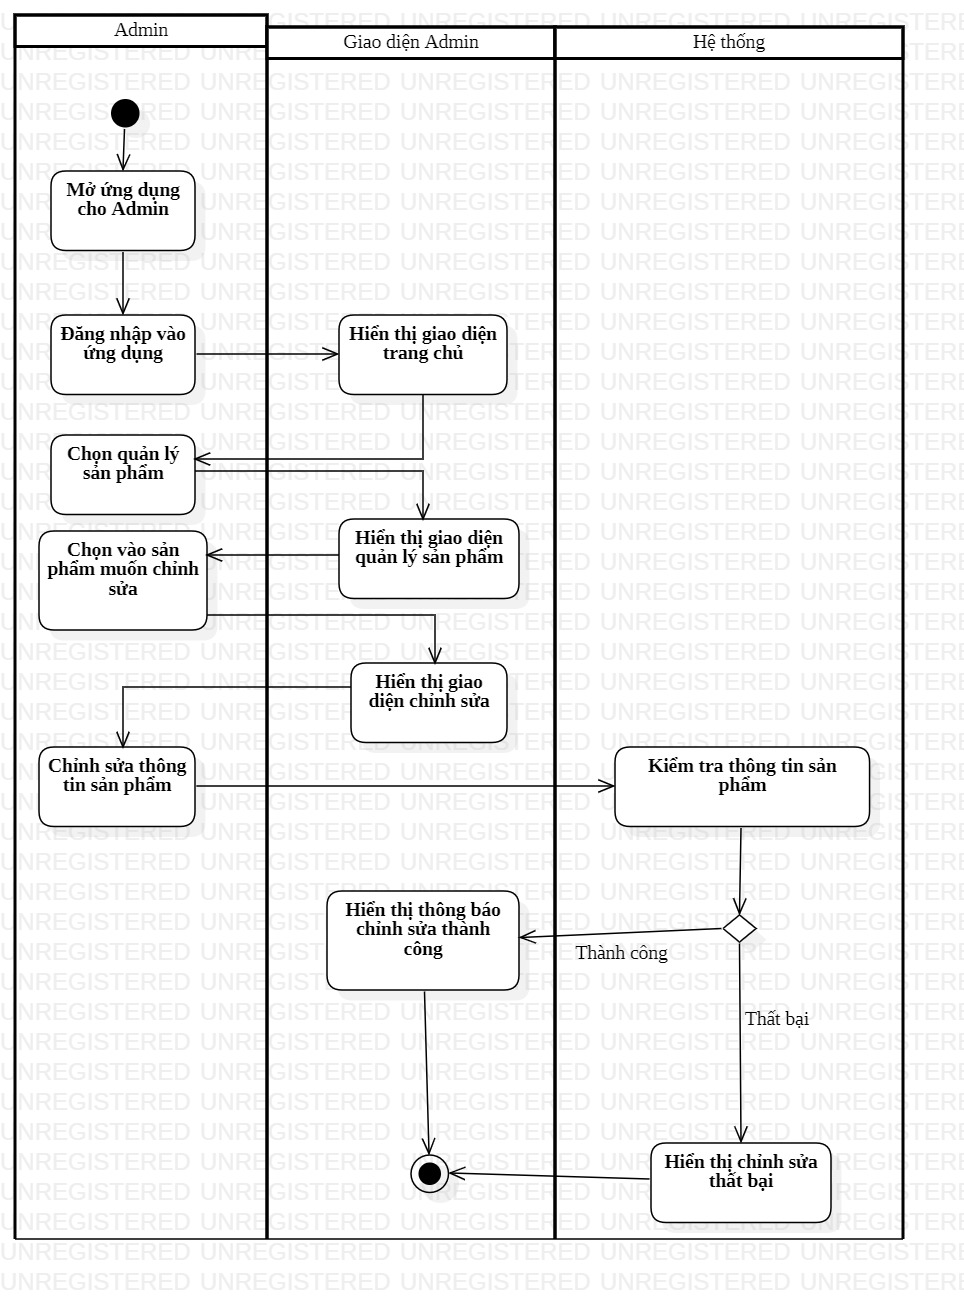 Admin
Giao diện Admin
Hệ thống
Mở ứng dụng
cho Admin
Đăng nhập vào
ứng dụng
Hiển thị giao diện
trang chủ
Chọn quản lý
sản phẩm
Hiển thị giao diện
quản lý sản phẩm
Chọn vào sản
phẩm muốn chỉnh
sửa
Hiển thị giao
diện chỉnh sửa
Chỉnh sửa thông
tin sản phẩm
Kiểm tra thông tin sản
phẩm
Hiển thị thông báo
chỉnh sửa thành
công
Thành công
Thất bại
Hiển thị chỉnh sửa
thất bại
UNREGISTERED